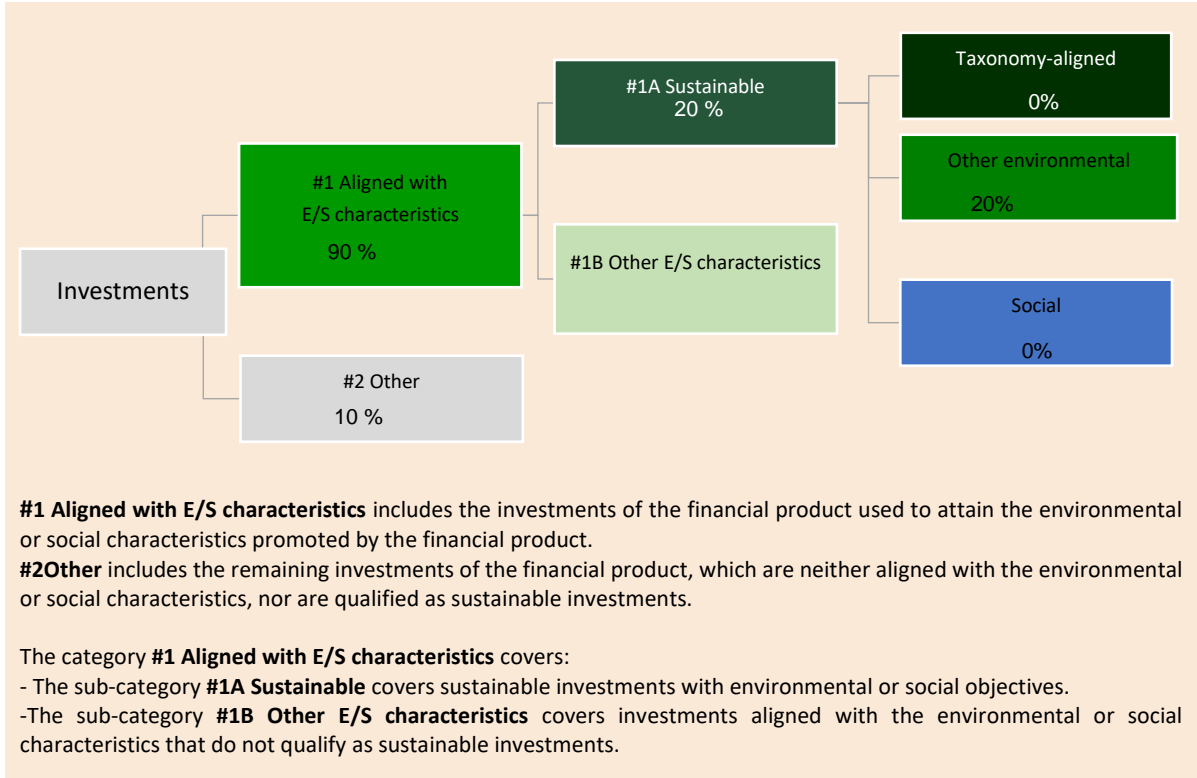 Investments
#1 Aligned with
E/S characteristics
90 %
#2 Other
10 %
#1A Sustainable
20 %
#1B Other E/S characteristics
Taxonomy-aligned
0%
Other environmental
20%
Social
0%
#1 Aligned with E/S characteristics includes the investments of the financial product used to attain the environmental
or social characteristics promoted by the financial product.
#2Other includes the remaining investments of the financial product, which are neither aligned with the environmental
or social characteristics, nor are qualified as sustainable investments.
The category #1 Aligned with E/S characteristics covers:
- The sub-category #1A Sustainable covers sustainable investments with environmental or social objectives.
-The sub-category #1B Other E/S characteristics covers investments aligned with the environmental or social
characteristics that do not qualify as sustainable investments.